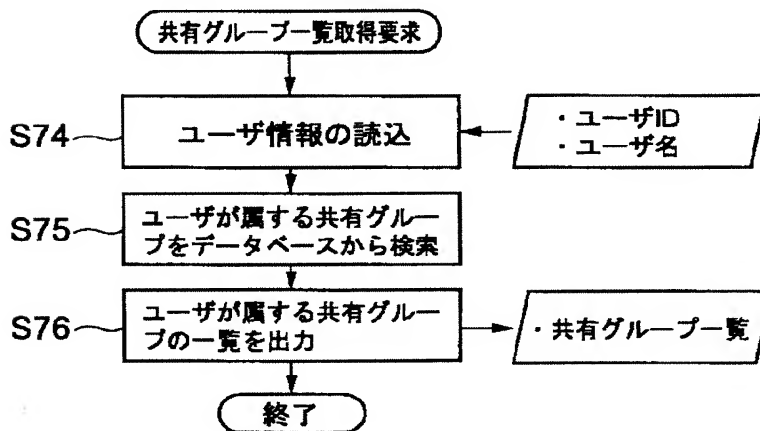 共有グループ一覧取得要求
S74
ユーザ情報の読込
・ユーザID
・ユーザ名
S75
ユーザが属する共有グルー
プをデータベースから検索
S76
ユーザが属する共有グルー
プの一覧を出力
・共有グループ一覧
終了